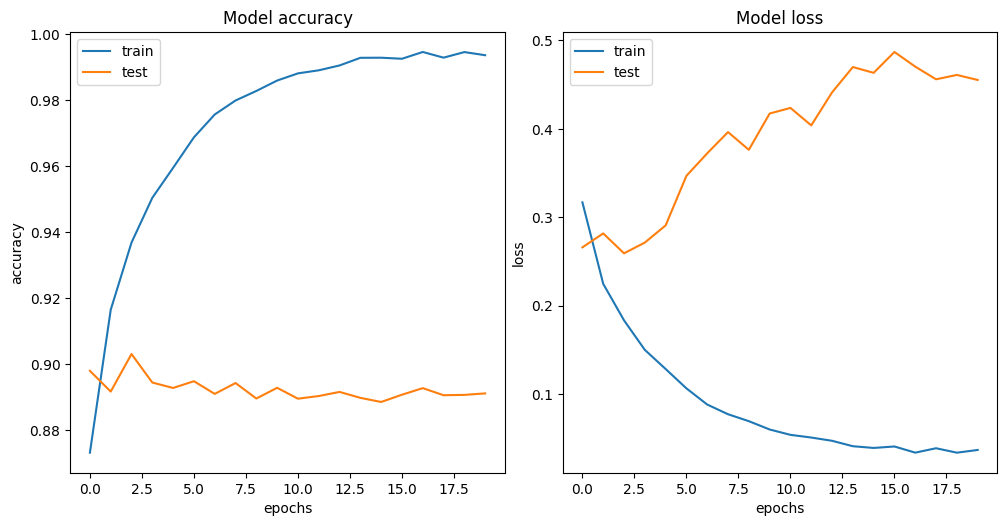 Model accuracy
train
test
1.00
0.98
0.96
0.94
0.92
0.90
0.88
accuracy
0.0 2.5 5.0 7.5 10.0 12.5 15.0 17.5
epochs
Model loss
train
test
0.5
0.4
0.3
0.2
0.1
loss
0.0 2.5 5.0 7.5 10.0 12.5 15.0 17.5
epochs